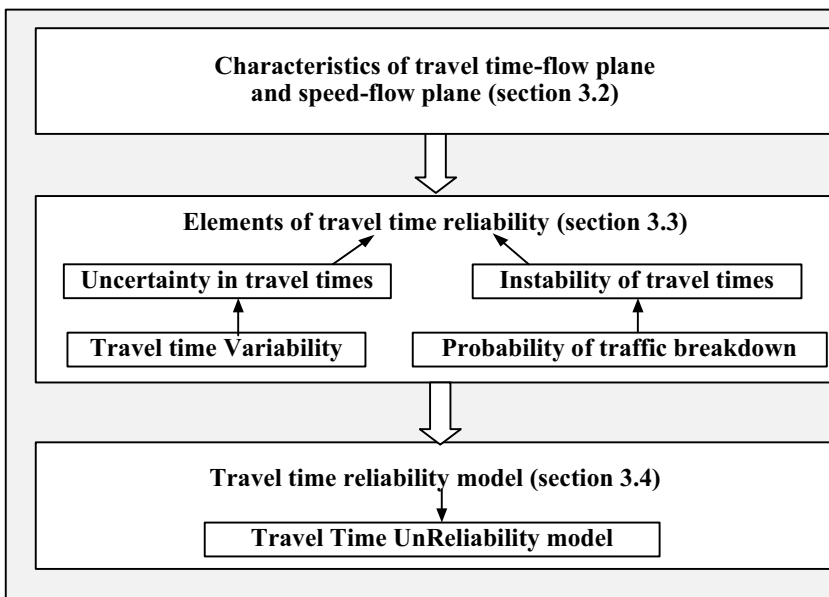 Characteristics of travel time-flow plane
and speed-flow plane (section 3.2)
Elements of travel time reliability (section 3.3)
Uncertainty in travel times
Instability of travel times
Travel time Variability
Probability of traffic breakdown
Travel time reliability model (section 3.4)
Travel Time UnReliability model